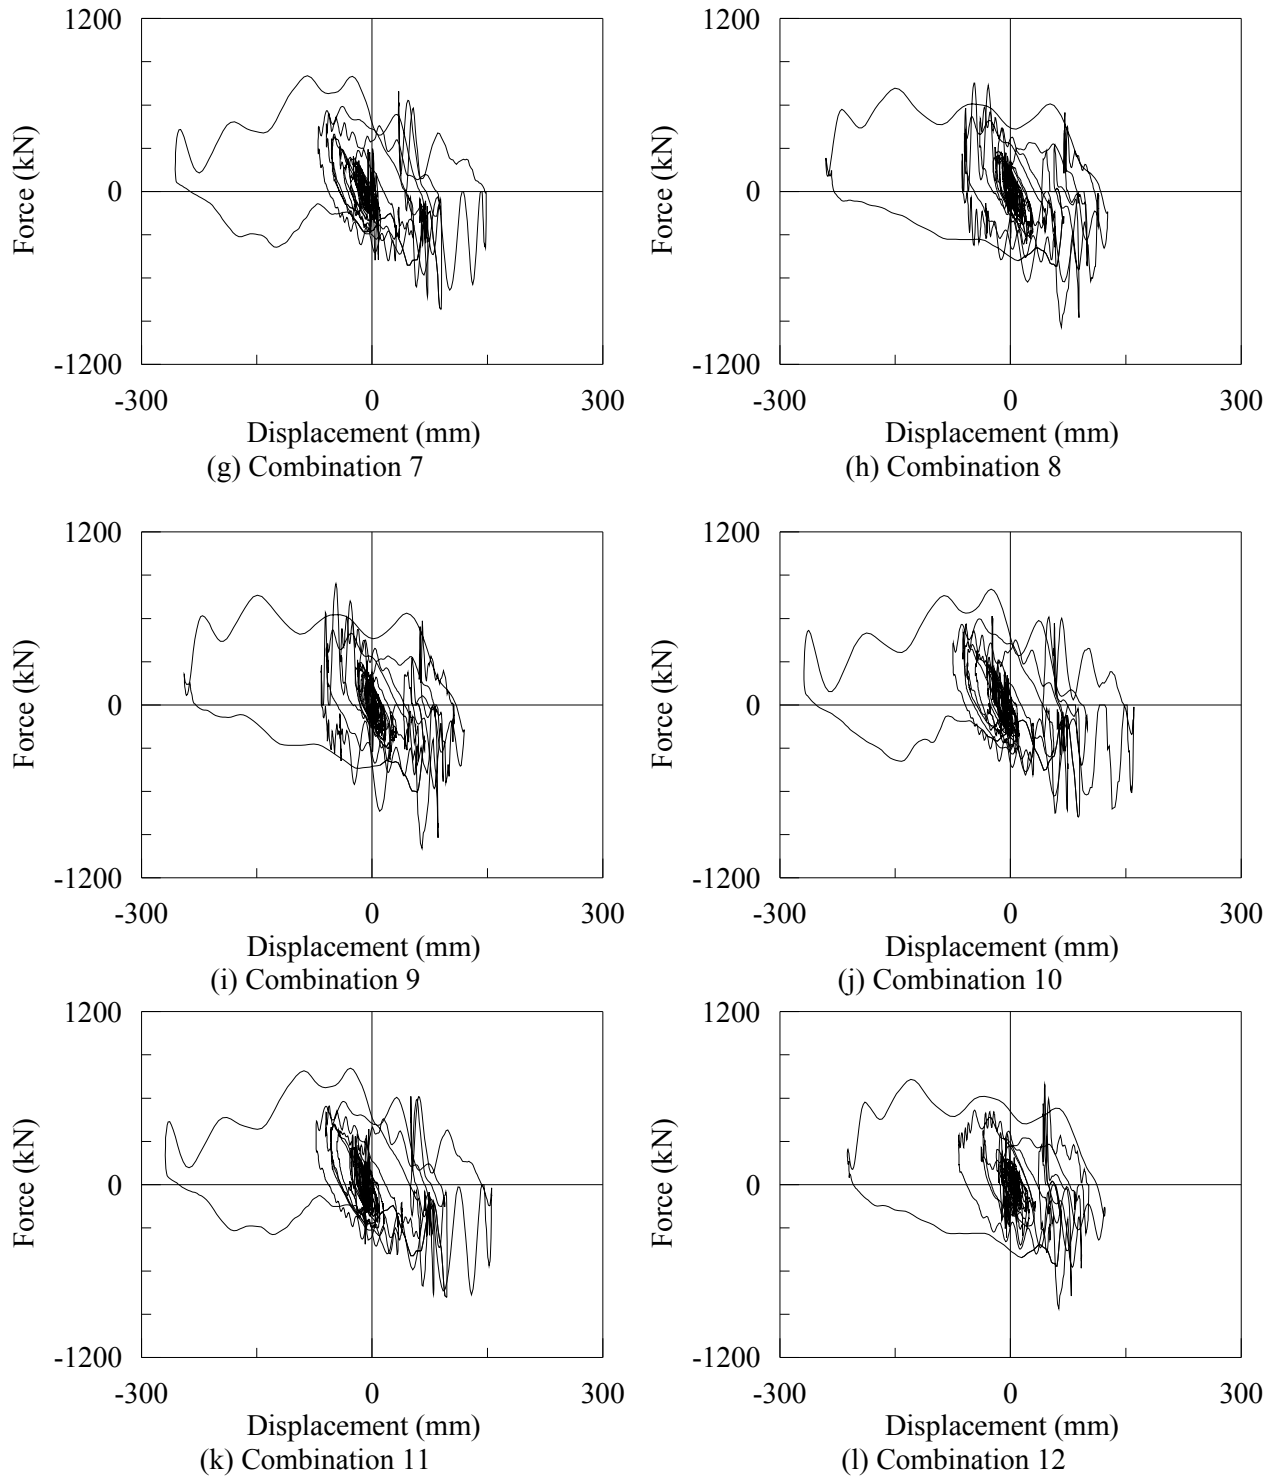 1200
Force (kN)
0
-1200
-300 0 300
Displacement (mm)
(g) Combination 7
1200
Force (kN)
0
-1200
-300 0 300
Displacement (mm)
(h) Combination 8
1200
Force (kN)
0
-1200
-300 0 300
Displacement (mm)
(i) Combination 9
1200
Force (kN)
0
-1200
-300 0 300
Displacement (mm)
(j) Combination 10
1200
Force (kN)
0
-1200
-300 0 300
Displacement (mm)
(k) Combination 11
1200
Force (kN)
0
-1200
-300 0 300
Displacement (mm)
(l) Combination 12